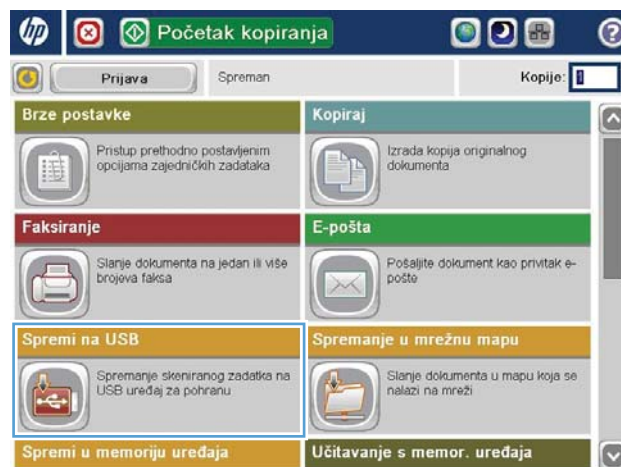 hp
Početak kopiranja
?
Prijava
Spreman
Kopije: 1
Brze postavke
Pristup prethodno postavljenim
opcijama zajedničkih zadataka
Kopiraj
Izrada kopija originalnog
dokumenta
Faksiranje
Slanje dokumenta na jedan ili više
brojeva faksa
E-pošta
Pošaljite dokument kao privitak e-
pošte
Spremi na USB
Spremanje skeniranog zadatka na
USB uređaj za pohranu
Spremanje u mrežnu mapu
Slanje dokumenta u mapu koja se
nalazi na mreži
Spremi u memoriju uređaja
Učitavanje s memor. uređaja